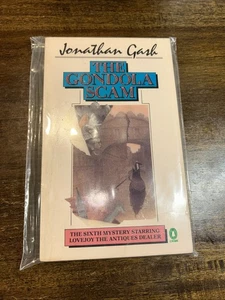 Jonathan Gash
THE
GONDOLA
SCAM
THE SIXTH MYSTERY STARRING
LOVEJOY THE ANTIQUES DEALER